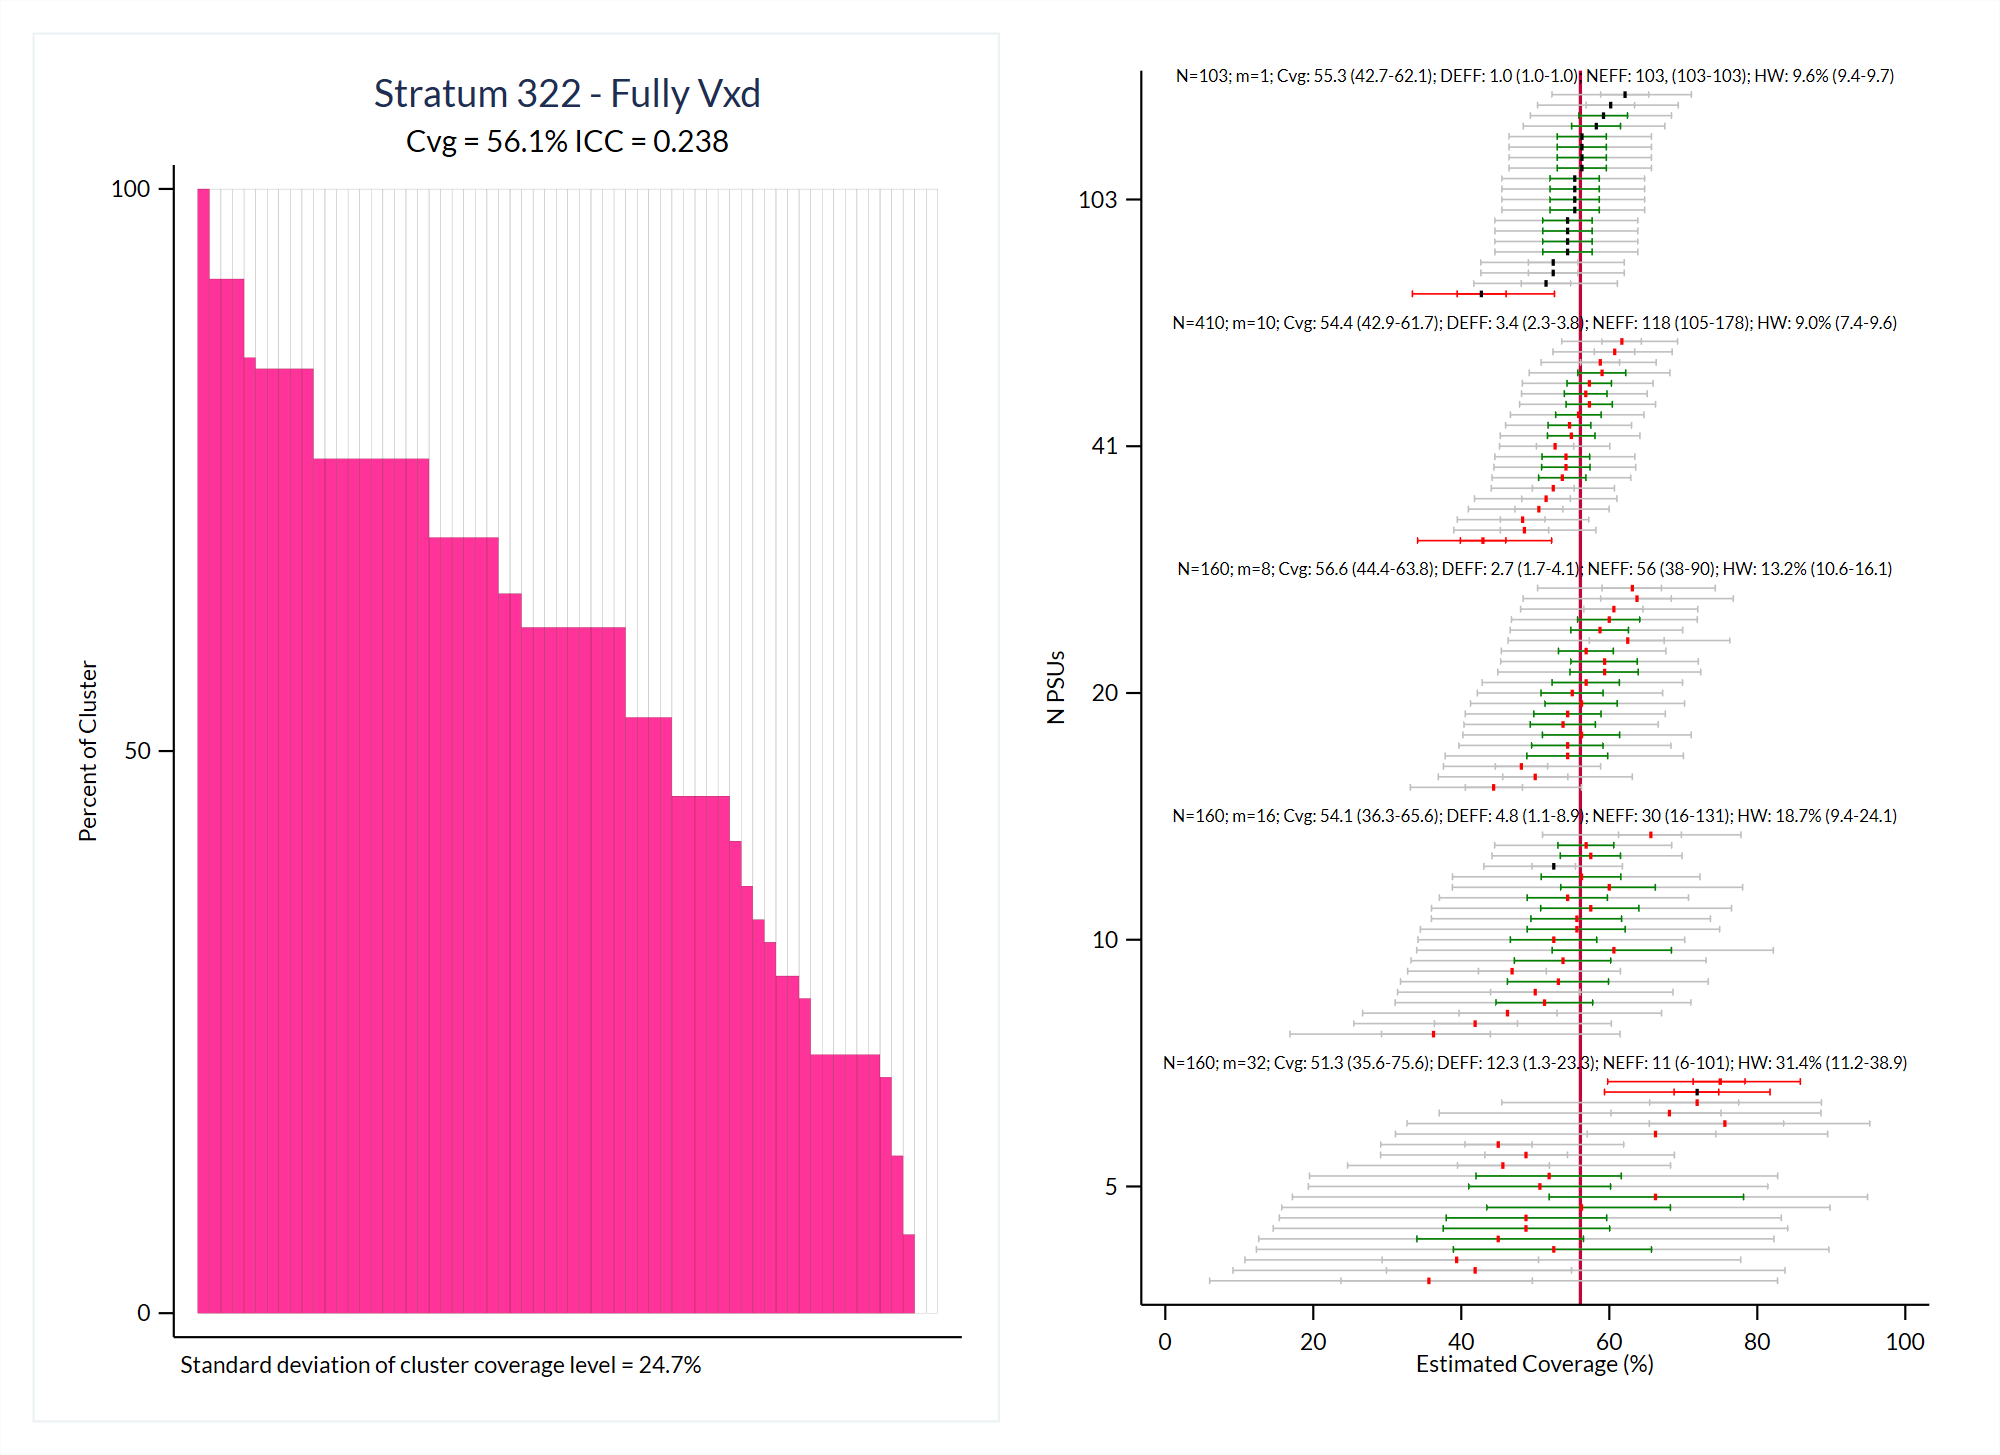 Stratum 322 - Fully Vxd
Cvg = 56.1% ICC = 0.238
100
50
0
Percent of Cluster
Standard deviation of cluster coverage level = 24.7%
N=103; m=1; Cvg: 55.3 (42.7-62.1); DEFF: 1.0 (1.0-1.0); NEFF: 103, (103-103); HW: 9.6% (9.4-9.7)
103
N=410; m=10; Cvg: 54.4 (42.9-61.7); DEFF: 3.4 (2.3-3.8); NEFF: 118 (105-178); HW: 9.0% (7.4-9.6)
41
N=160; m=8; Cvg: 56.6 (44.4-63.8); DEFF: 2.7 (1.7-4.1); NEFF: 56 (38-90); HW: 13.2% (10.6-16.1)
20
N PSUs
N=160; m=16; Cvg: 54.1 (36.3-65.6); DEFF: 4.8 (1.1-8.9); NEFF: 30 (16-131); HW: 18.7% (9.4-24.1)
10
N=160; m=32; Cvg: 51.3 (35.6-75.6); DEFF: 12.3 (1.3-23.3); NEFF: 11 (6-101); HW: 31.4% (11.2-38.9)
5
0 20 40 60 80 100
Estimated Coverage (%)